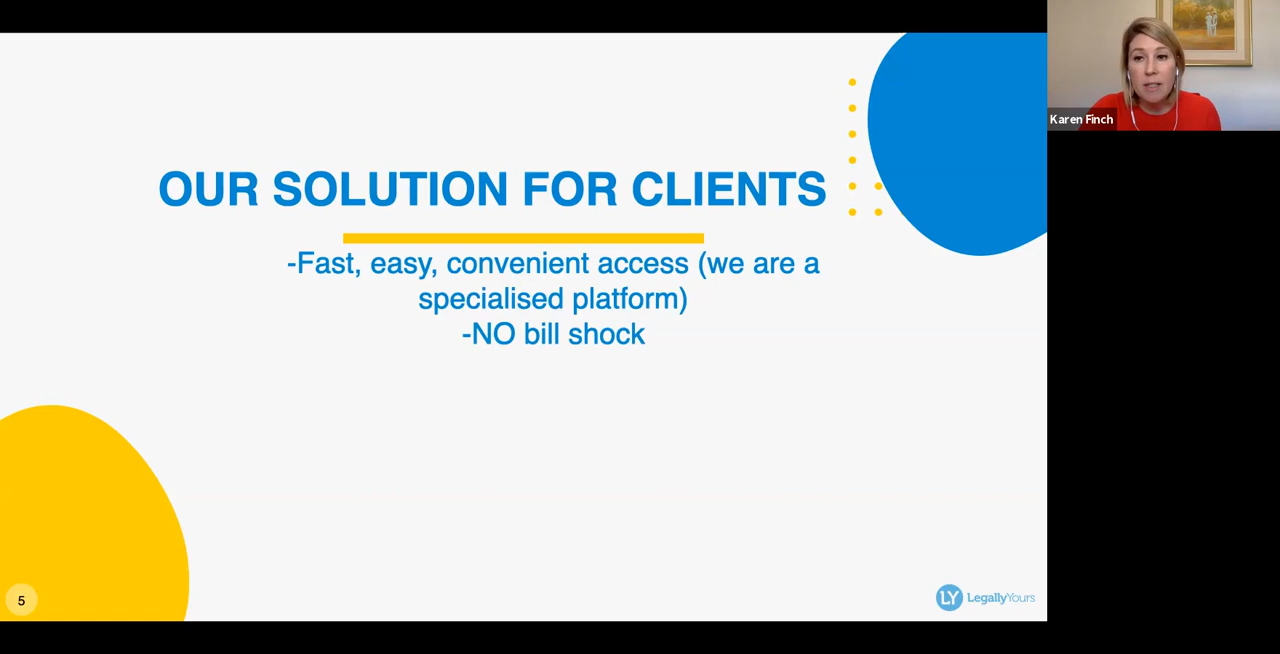 OUR SOLUTION FOR CLIENTS
-Fast, easy, convenient access (we are a
specialised platform)
-NO bill shock
5
LY LegallyYours
Karen Finch